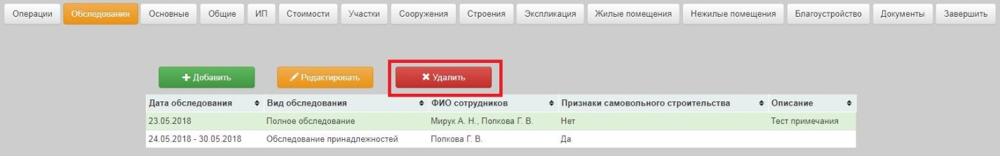 Операции Обследования Основные Общие ИП Стоимости Участки Сооружения Строения Экспликация Жилые помещения Нежилые помещения Благоустройство Документы Завершить
Добавить Редактировать Удалить
Дата обследования Вид обследования ФИО сотрудников Признаки самовольного строительства Описание
23.05.2018 Полное обследование Мирук А. Н., Попкова Г. В. Нет Тест примечания
24.05.2018 - 30.05.2018 Обследование принадлежностей Попкова Г. В. Да